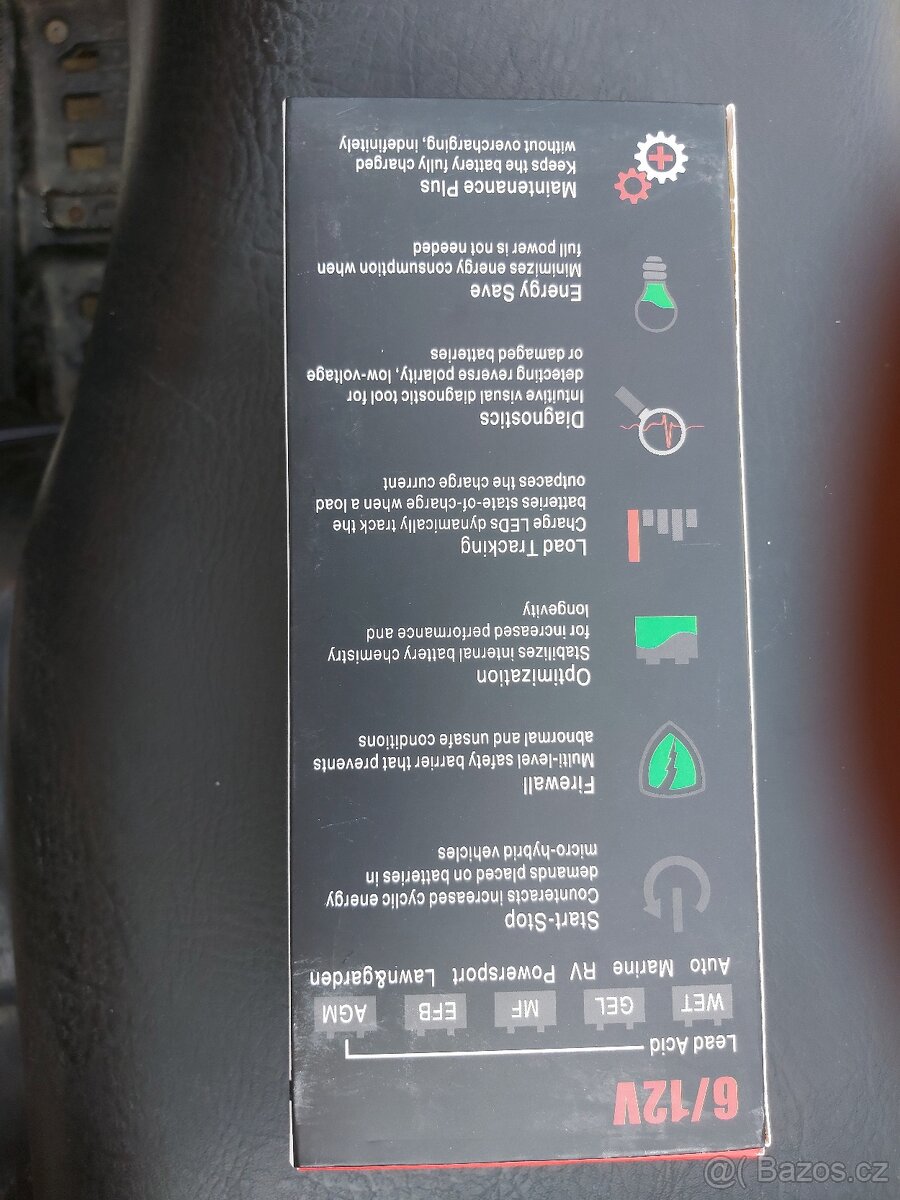 6/12V
Lead Acid
WET GEL MF EFB AGM
Auto Marine RV Powersport Lawn&garden
Start-Stop
Counteracts increased cyclic energy
demands placed on batteries in
micro-hybrid vehicles
Firewall
Multi-level safety barrier that prevents
abnormal and unsafe conditions
Optimization
Stabilizes internal battery chemistry
for increased performance and
longevity
Load Tracking
Charge LEDs dynamically track the
batteries state-of-charge when a load
outpaces the charge current
Diagnostics
Intuitive visual diagnostic tool for
detecting reverse polarity, low-voltage
or damaged batteries
Energy Save
Minimizes energy consumption when
full power is not needed
Maintenance Plus
Keeps the battery fully charged
without overcharging, indefinitely
@( Bazos.cz